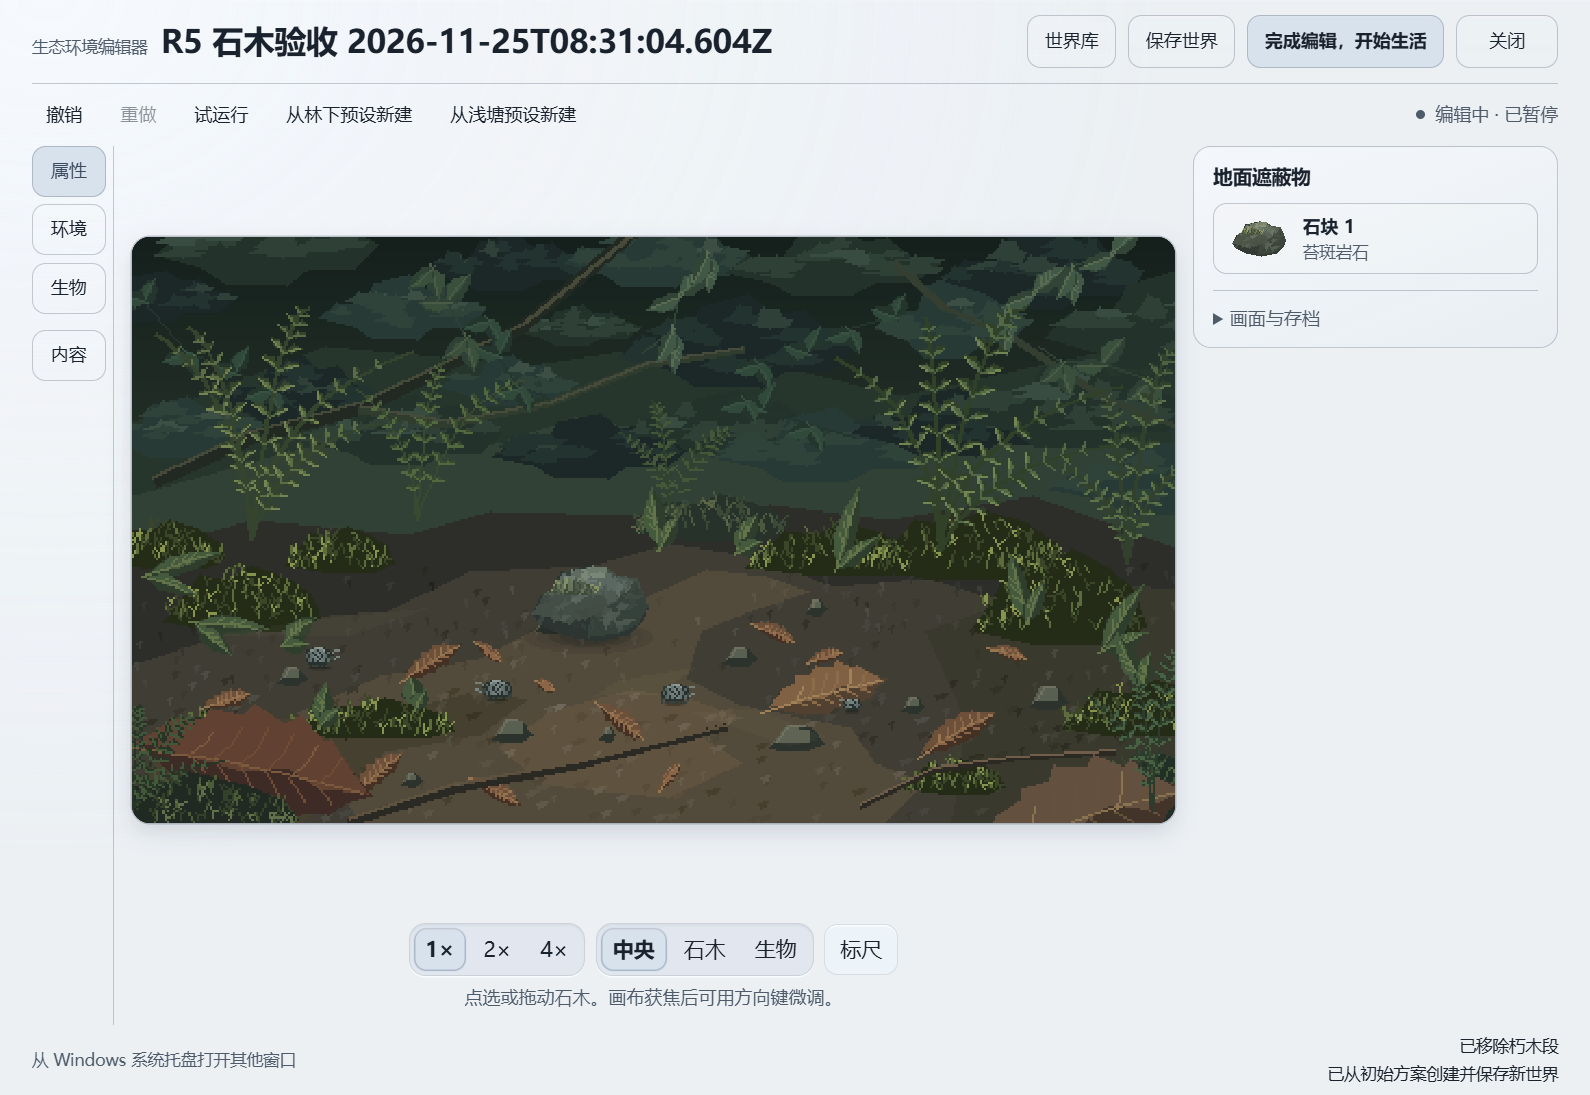 生态环境编辑器 R5 石木验收 2026-11-25T08:31:04.604Z
世界库 保存世界 完成编辑，开始生活 关闭
撤销 重做 试运行 从林下预设新建 从浅塘预设新建
编辑中 · 已暂停
属性
环境
生物
内容
地面遮蔽物
石块 1
苔斑岩石
画面与存档
1× 2× 4× 中央 石木 生物 标尺
点选或拖动石木。画布获焦后可用方向键微调。
从 Windows 系统托盘打开其他窗口
已移除朽木段
已从初始方案创建并保存新世界